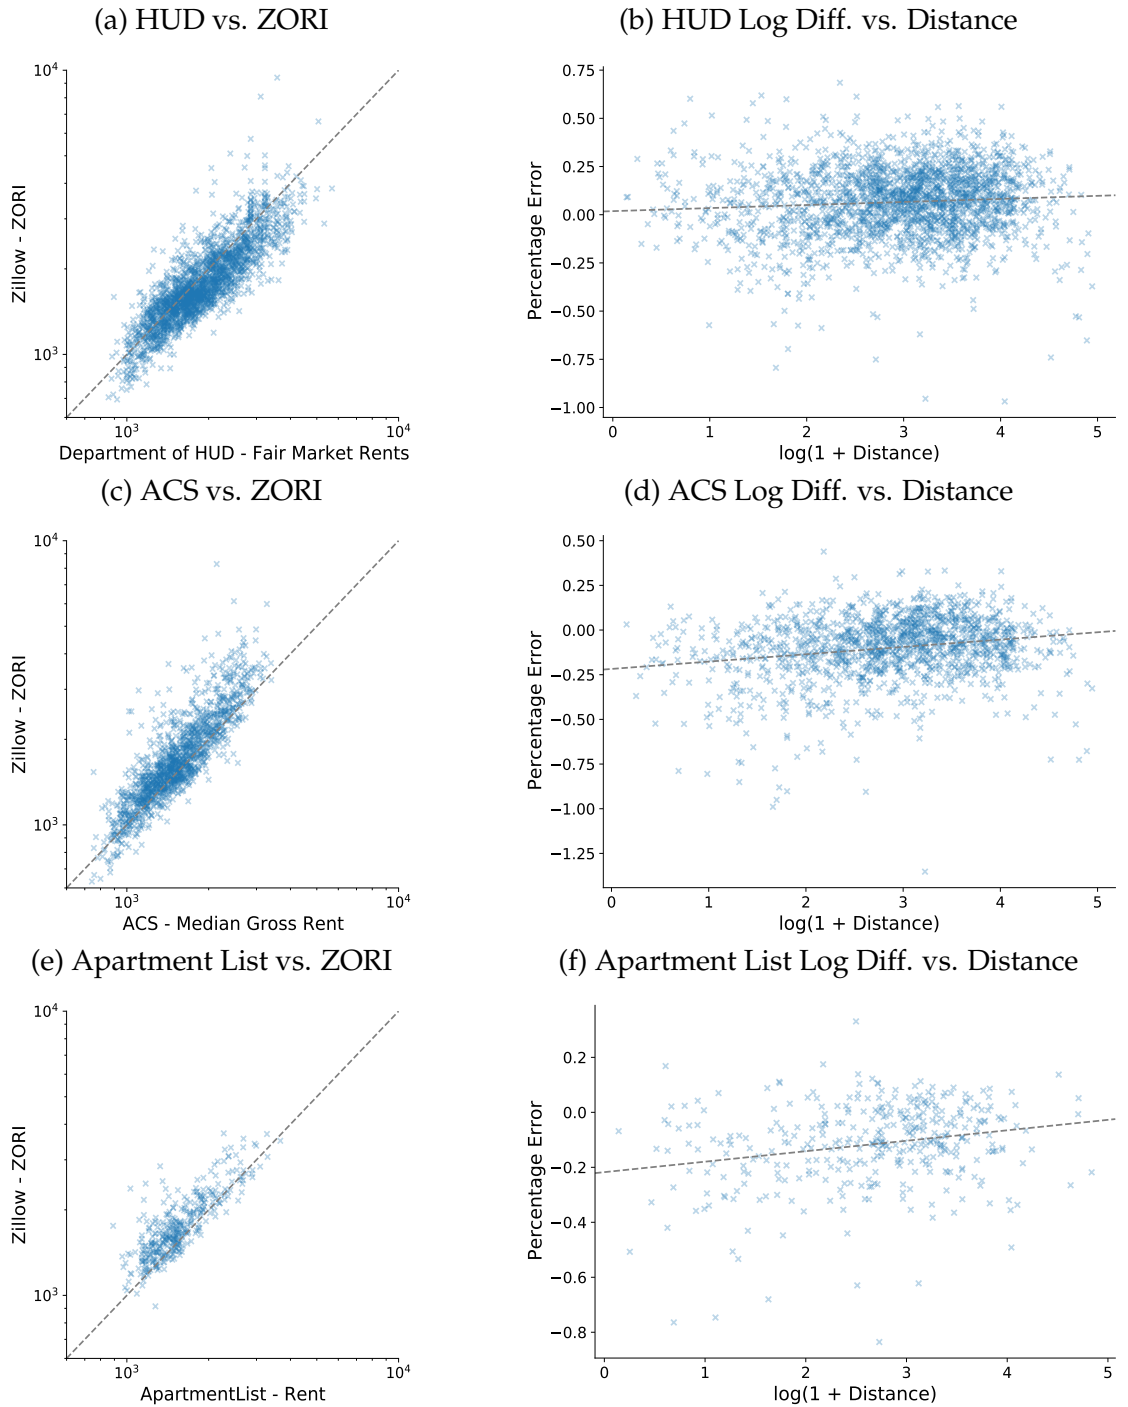 (a) HUD vs. ZORI
10⁴
10³
Zillow - ZORI
10³
10⁴
Department of HUD - Fair Market Rents
(b) HUD Log Diff. vs. Distance
0.75
0.50
0.25
0.00
−0.25
−0.50
−0.75
−1.00
Percentage Error
0 1 2 3 4 5
log(1 + Distance)
(c) ACS vs. ZORI
10⁴
10³
Zillow - ZORI
10³
10⁴
ACS - Median Gross Rent
(d) ACS Log Diff. vs. Distance
0.50
0.25
0.00
−0.25
−0.50
−0.75
−1.00
−1.25
Percentage Error
0 1 2 3 4 5
log(1 + Distance)
(e) Apartment List vs. ZORI
10⁴
10³
Zillow - ZORI
10³
10⁴
ApartmentList - Rent
(f) Apartment List Log Diff. vs. Distance
0.2
0.0
−0.2
−0.4
−0.6
−0.8
Percentage Error
0 1 2 3 4 5
log(1 + Distance)